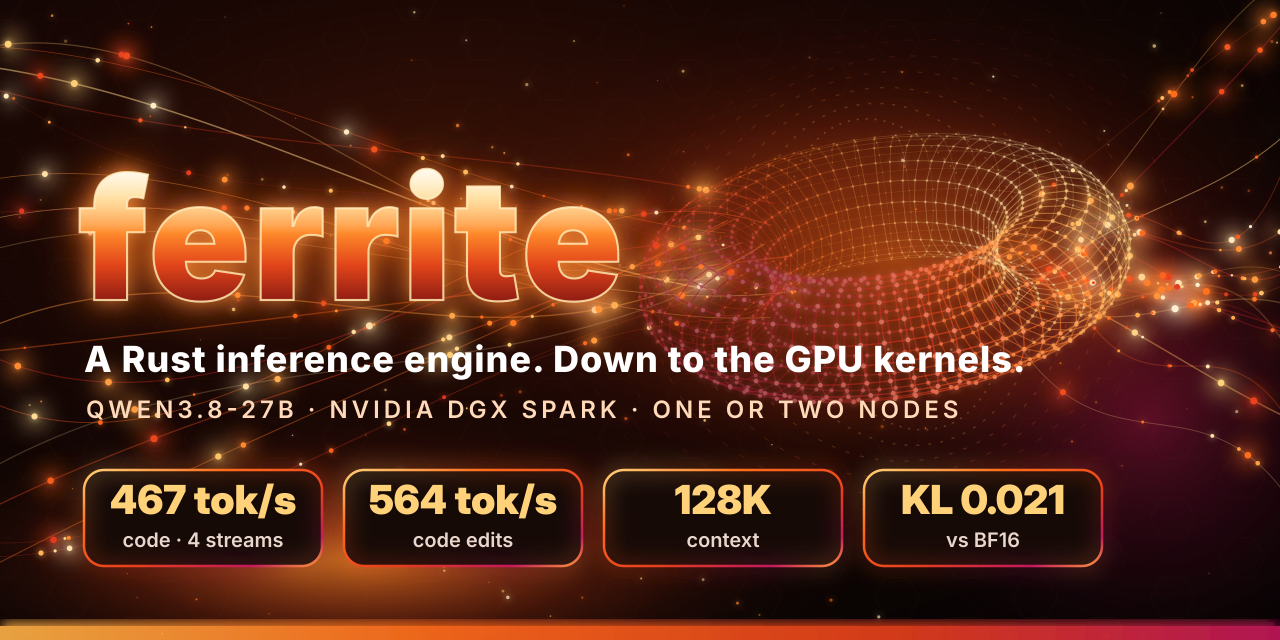 ferrite
A Rust inference engine. Down to the GPU kernels.
QWEN3.8-27B · NVIDIA DGX SPARK · ONE OR TWO NODES
467 tok/s
code · 4 streams
564 tok/s
code edits
128K
context
KL 0.021
vs BF16